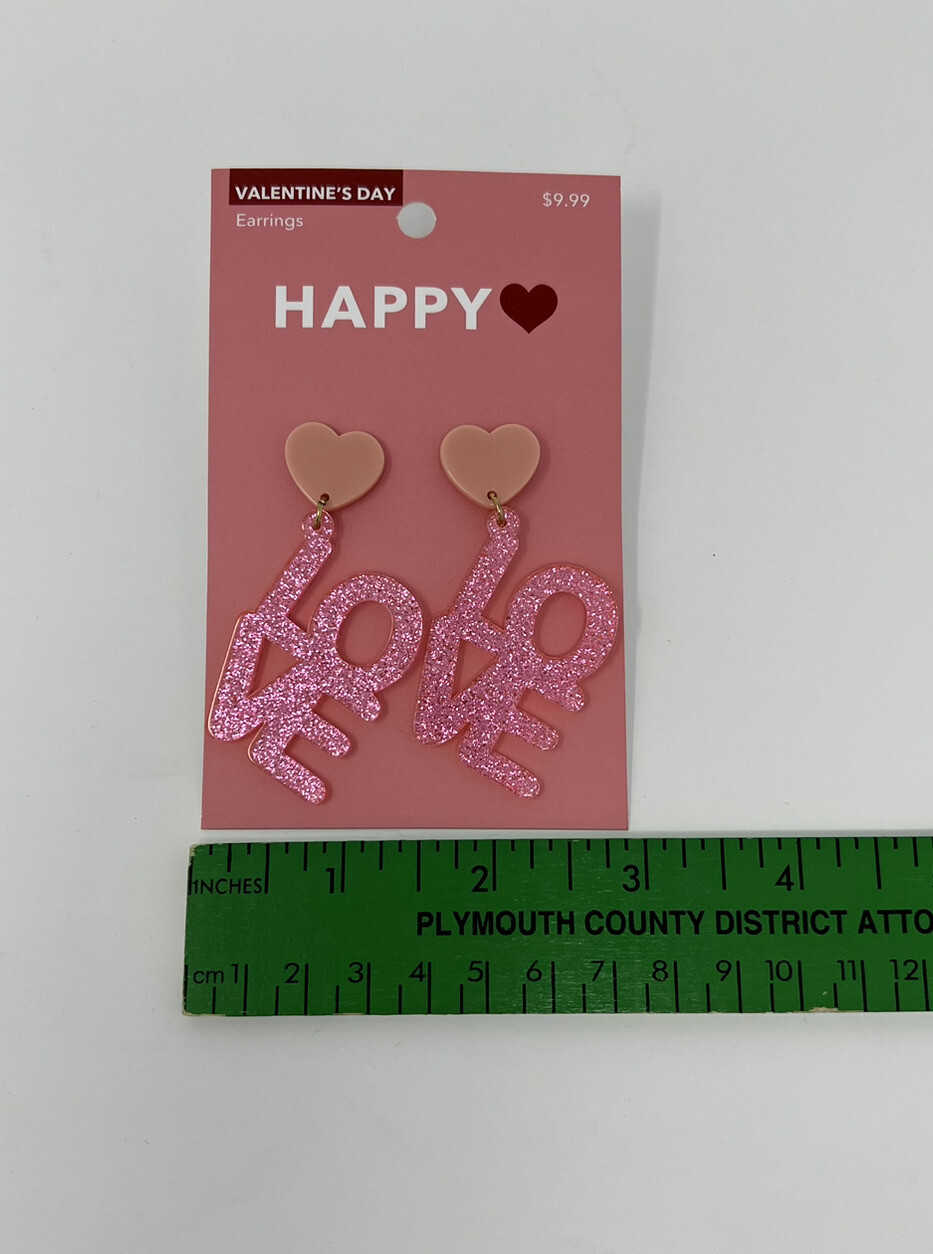 VALENTINE'S DAY
$9.99
Earrings
HAPPY
LOVE
LOVE
INCHES 1 2 3 4
PLYMOUTH COUNTY DISTRICT ATTO
cm 1 2 3 4 5 6 7 8 9 10 11 12